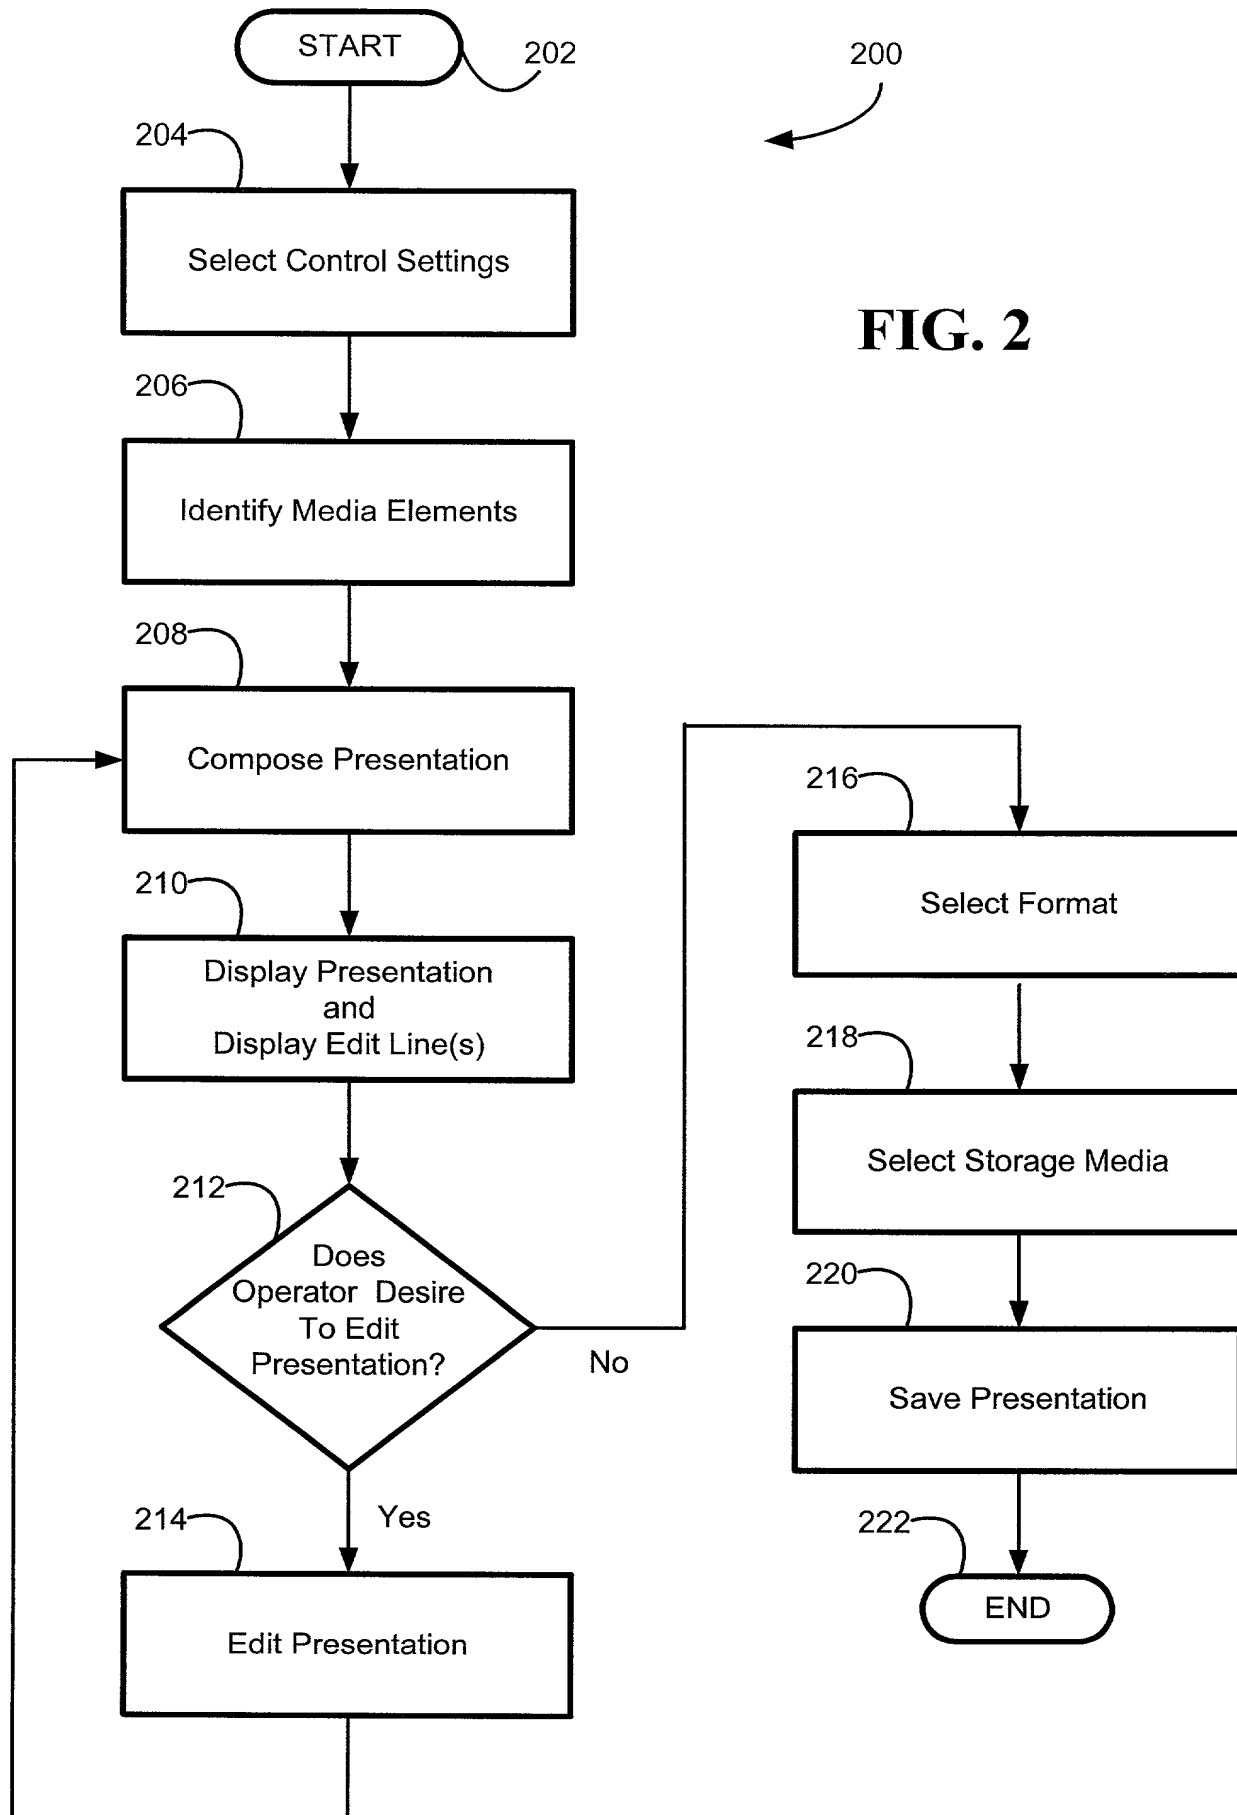 START
202
200
204
Select Control Settings
FIG. 2
206
Identify Media Elements
208
Compose Presentation
210
Display Presentation
and
Display Edit Line(s)
212
Does
Operator Desire
To Edit
Presentation?
No
Yes
214
Edit Presentation
216
Select Format
218
Select Storage Media
220
Save Presentation
222
END